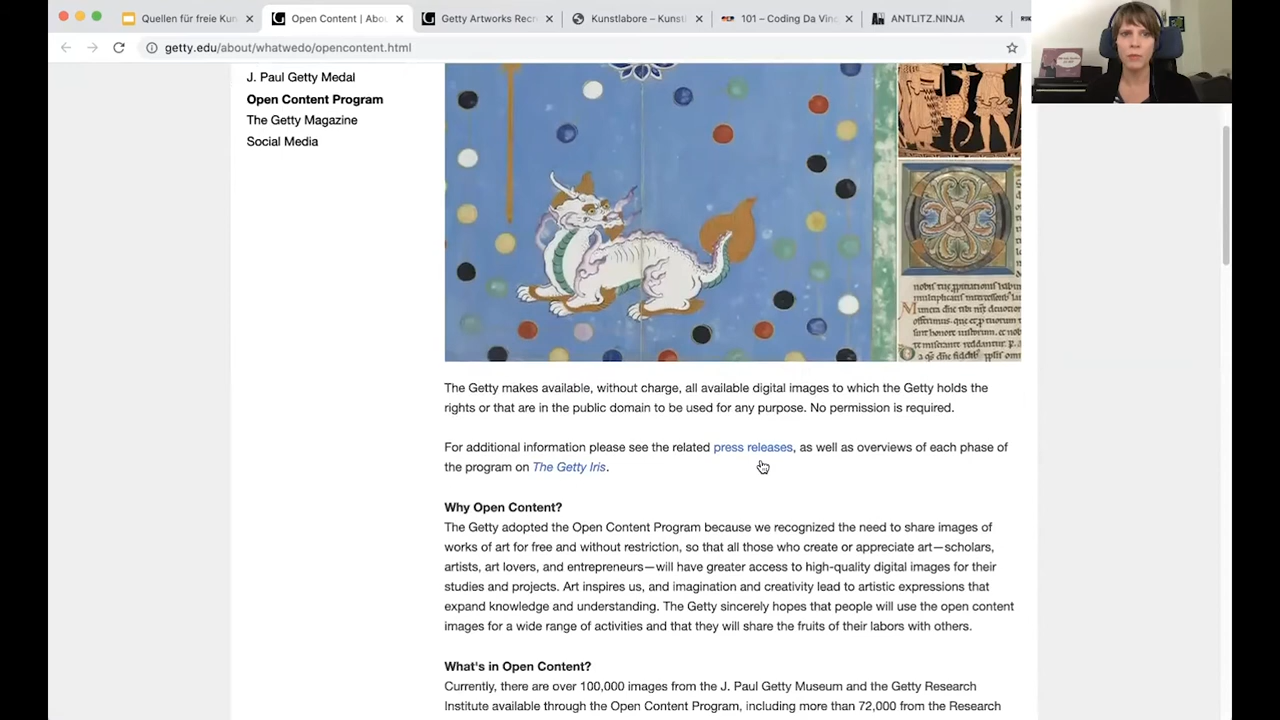 Quellen für freie Kun
Open Content | Abou
Getty Artworks Recr
Kunstlabore – Kunstl
101 – Coding Da Vinc
ANTLITZ.NINJA
getty.edu/about/whatwedo/opencontent.html
J. Paul Getty Medal
Open Content Program
The Getty Magazine
Social Media
The Getty makes available, without charge, all available digital images to which the Getty holds the
rights or that are in the public domain to be used for any purpose. No permission is required.
For additional information please see the related press releases, as well as overviews of each phase of
the program on The Getty Iris.
Why Open Content?
The Getty adopted the Open Content Program because we recognized the need to share images of
works of art for free and without restriction, so that all those who create or appreciate art—scholars,
artists, art lovers, and entrepreneurs—will have greater access to high-quality digital images for their
studies and projects. Art inspires us, and imagination and creativity lead to artistic expressions that
expand knowledge and understanding. The Getty sincerely hopes that people will use the open content
images for a wide range of activities and that they will share the fruits of their labors with others.
What's in Open Content?
Currently, there are over 100,000 images from the J. Paul Getty Museum and the Getty Research
Institute available through the Open Content Program, including more than 72,000 from the Research